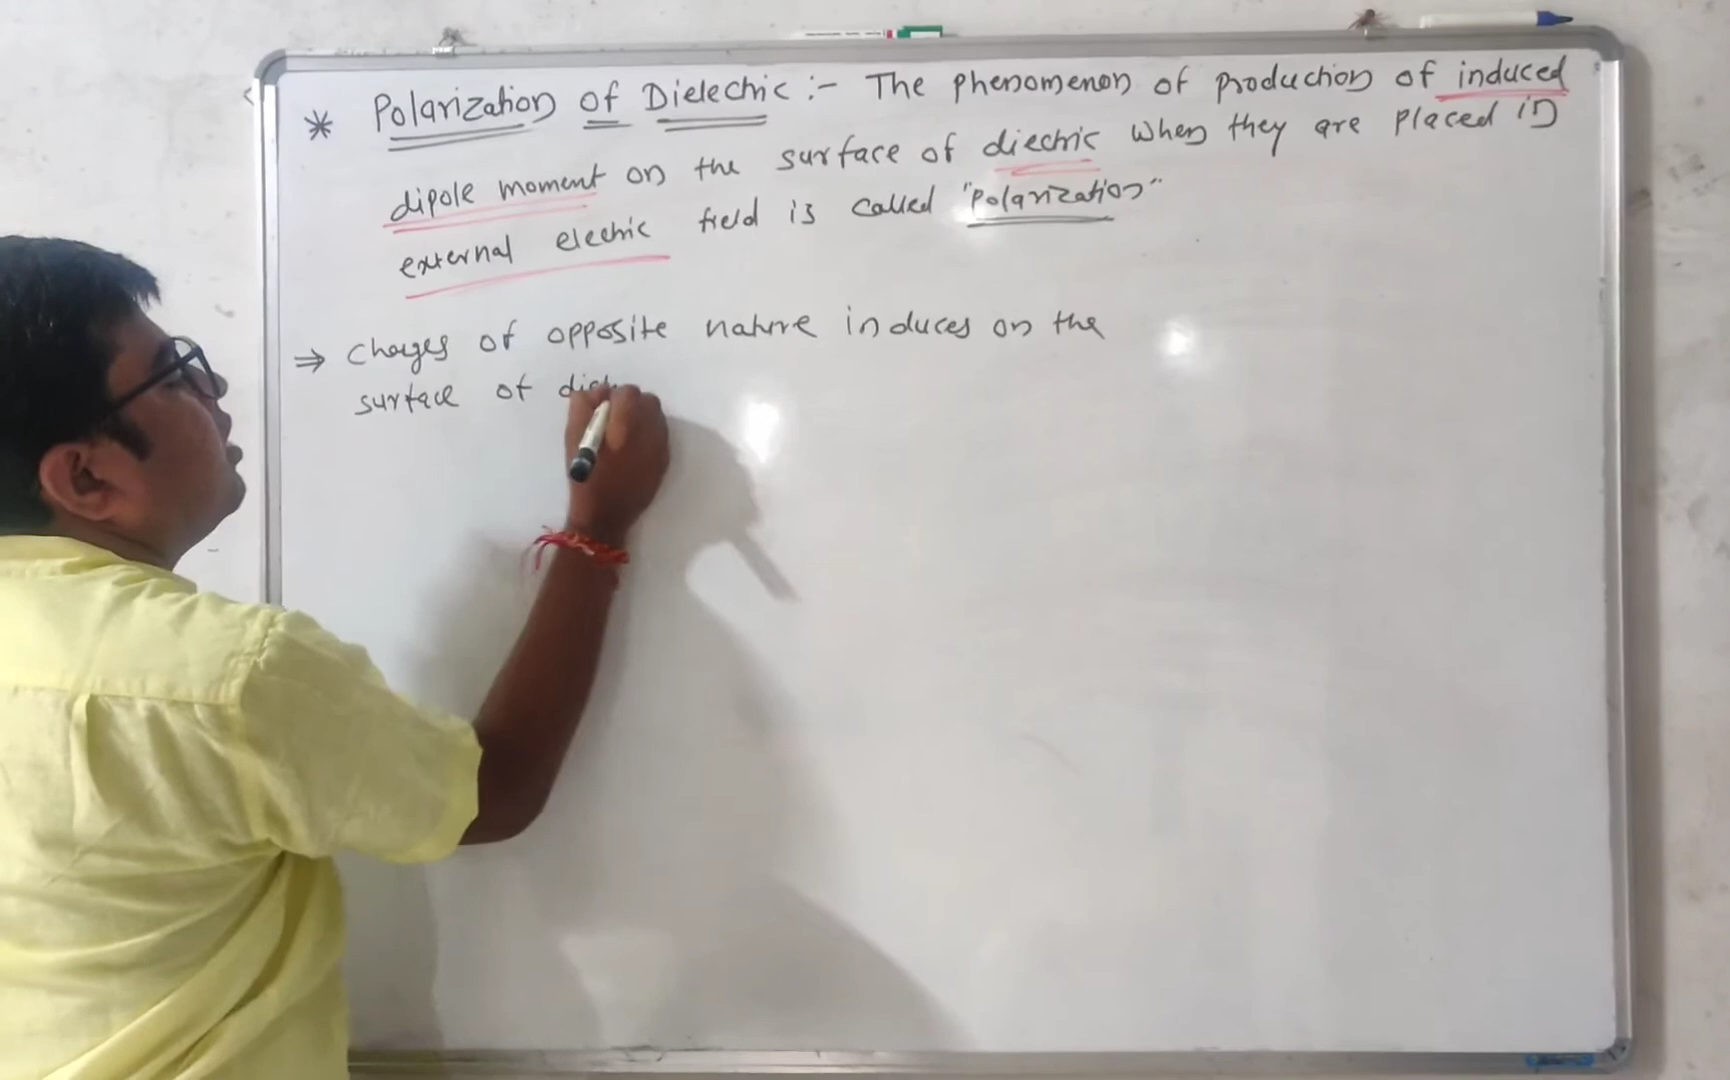 * Polarization of Dielectric :- The phenomenon of production of induced
dipole moment on the surface of diectric when they are placed in
external electric field is called "Polarization"
⇒ Charges of opposite nature induces on the
surface of